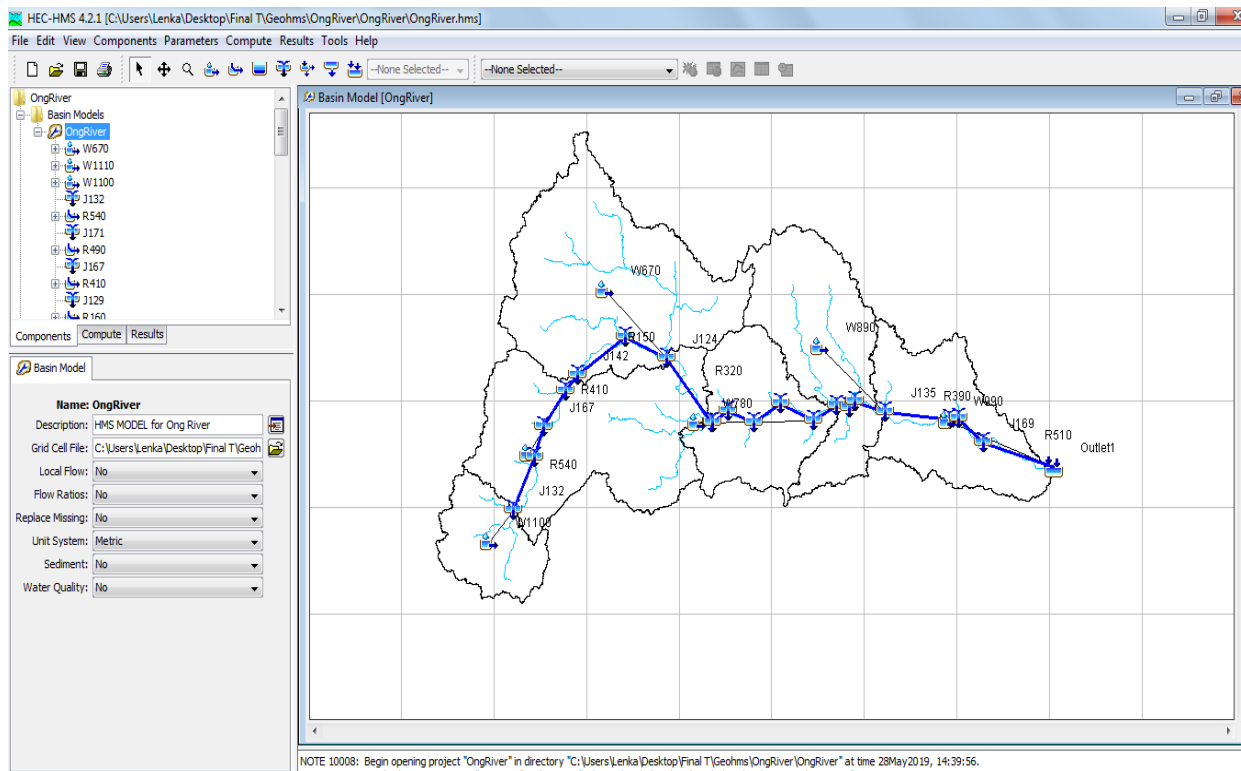 HEC-HMS 4.2.1 [C:\Users\Lenka\Desktop\Final T\Geohms\OngRiver\OngRiver\OngRiver.hms]
File Edit View Components Parameters Compute Results Tools Help
--None Selected-- --None Selected--
OngRiver
Basin Models
OngRiver
W670
W1110
W1100
J132
R540
J171
R490
J167
R410
J129
R160
Components Compute Results
Basin Model
Name: OngRiver
Description: HMS MODEL for Ong River
Grid Cell File: C:\Users\Lenka\Desktop\Final T\Geoh
Local Flow: No
Flow Ratios: No
Replace Missing: No
Unit System: Metric
Sediment: No
Water Quality: No
Basin Model [OngRiver]
W670
W890
R150
J124
J142
R320
R410
J135
R390
W990
J167
W780
J169
R510
Outlet1
R540
J132
W1100
NOTE 10008: Begin opening project "OngRiver" in directory "C:\Users\Lenka\Desktop\Final T\Geohms\OngRiver\OngRiver" at time 28May2019, 14:39:56.